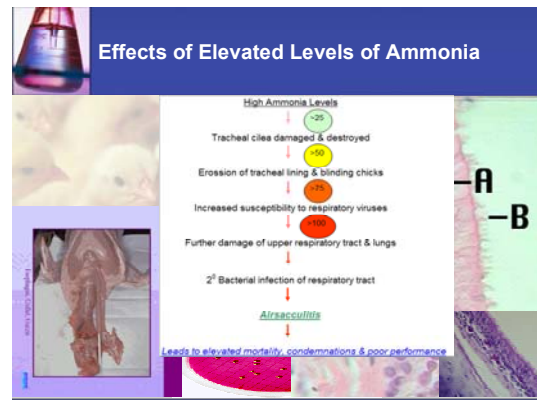 Effects of Elevated Levels of Ammonia
High Ammonia Levels
>25
Tracheal cilea damaged & destroyed
>50
Erossion of tracheal lining & blinding chicks
>75
Increased susceptibility to respiratory viruses
>100
Further damage of upper respiratory tract & lungs
2⁰ Bacterial infection of respiratory tract
Airsacculitis
Leads to elevated mortality, condemnations & poor performance
A
B